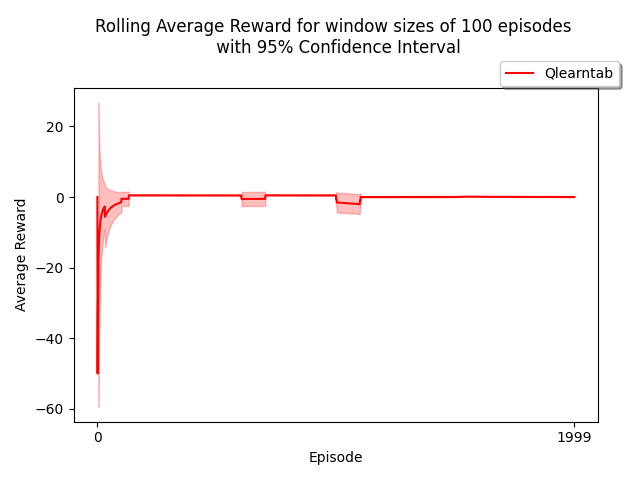 Rolling Average Reward for window sizes of 100 episodes
with 95% Confidence Interval
Qlearntab
20
0
−20
−40
−60
Average Reward
0
1999
Episode